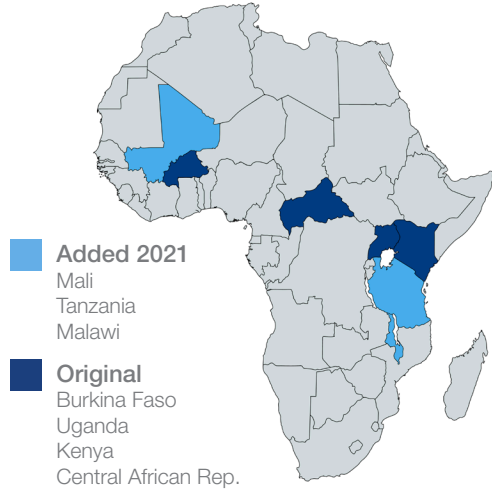 Added 2021
Mali
Tanzania
Malawi
Original
Burkina Faso
Uganda
Kenya
Central African Rep.